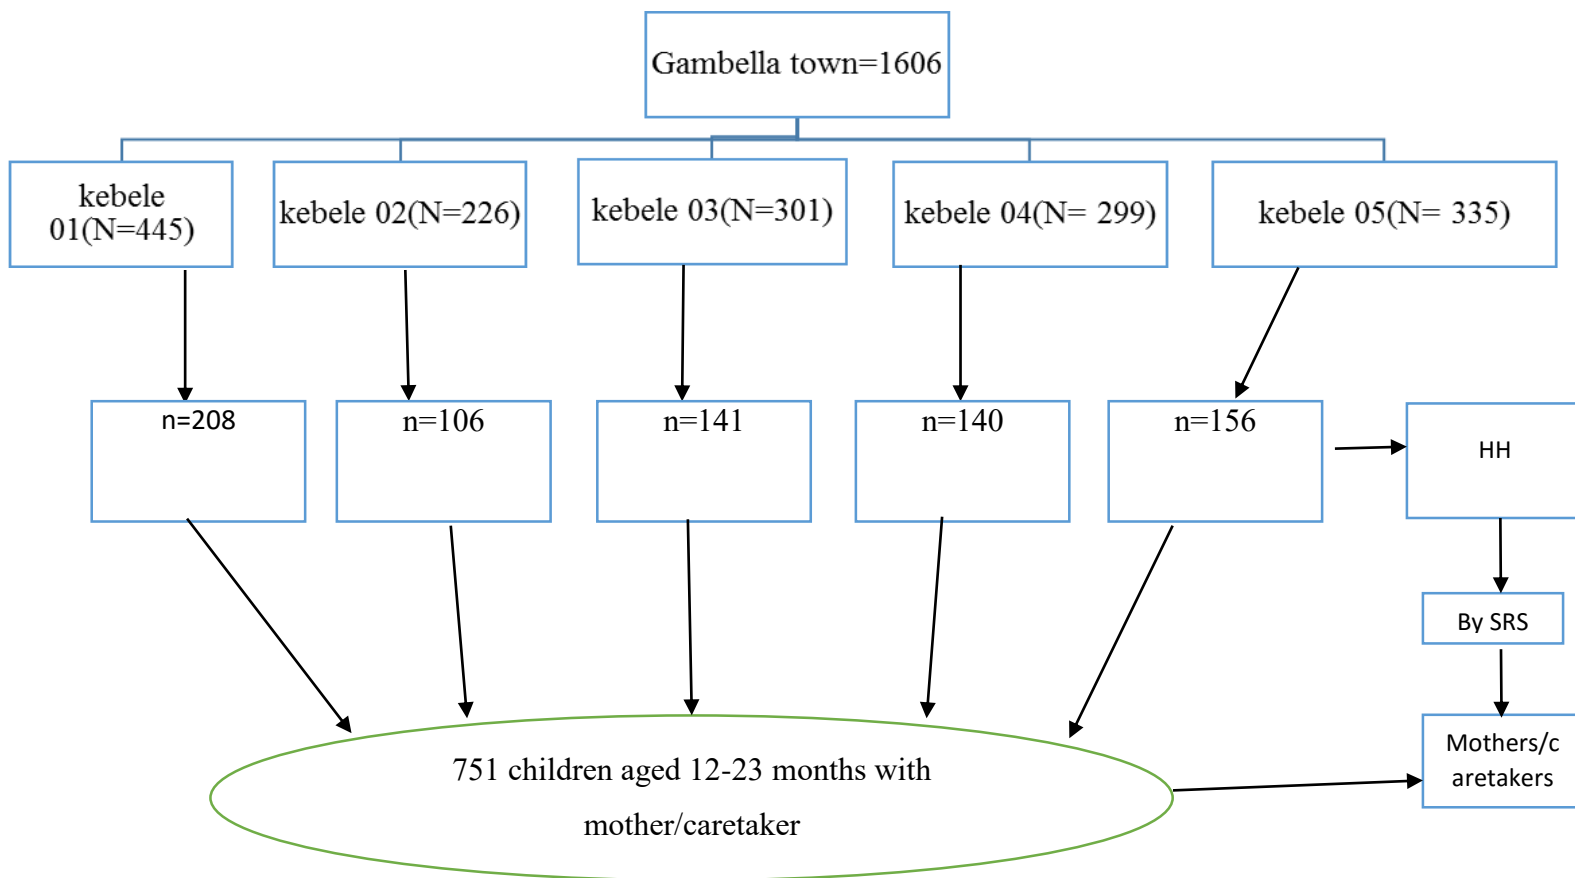 Gambella town=1606
kebele
01(N=445)
kebele 02(N=226)
kebele 03(N=301)
kebele 04(N= 299)
kebele 05(N= 335)
n=208
n=106
n=141
n=140
n=156
HH
By SRS
751 children aged 12-23 months with
mother/caretaker
Mothers/c
aretakers